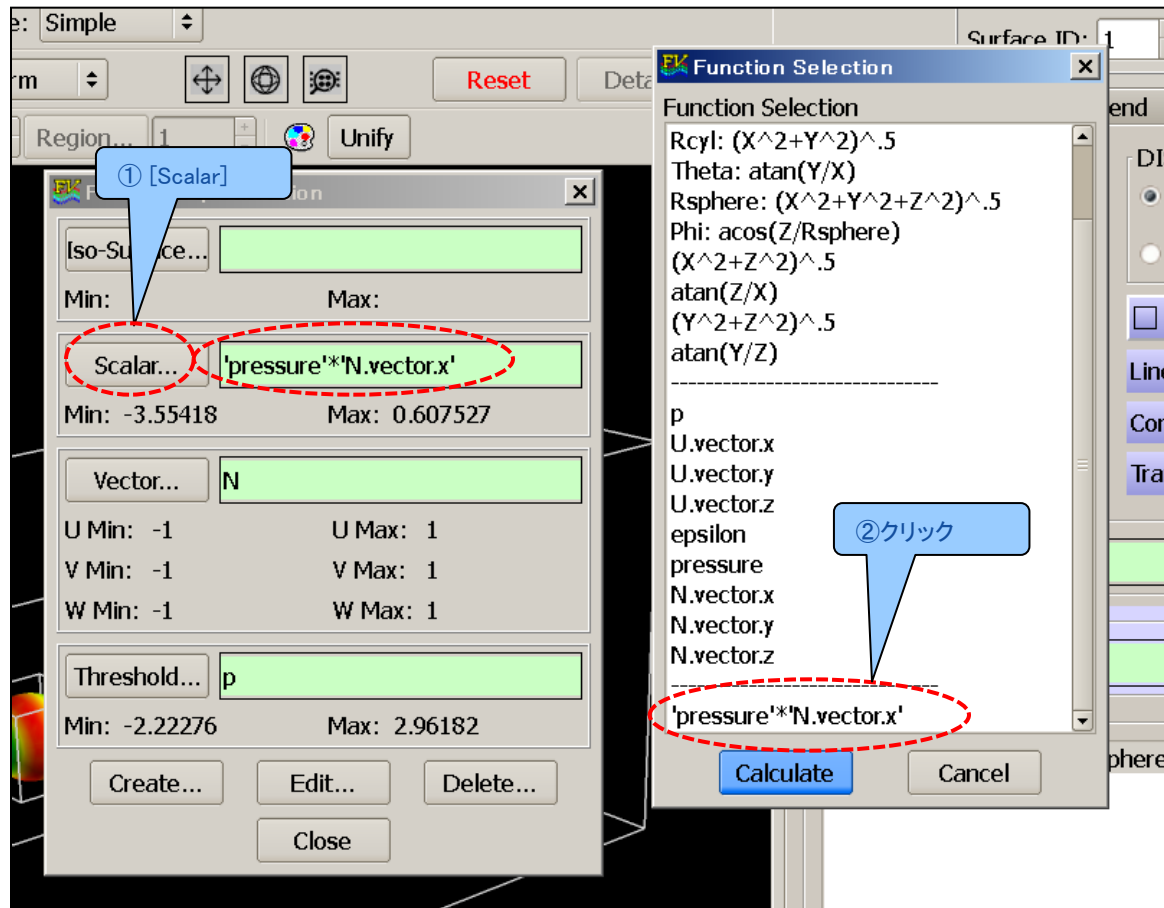 e: Simple
Surface ID: 1
rm
Reset
Deta
Region... 1
Unify
end
① [Scalar]
Iso-Su ce...
Min: Max:
Scalar... 'pressure'*'N.vector.x'
Min: -3.55418 Max: 0.607527
Vector... N
U Min: -1 U Max: 1
V Min: -1 V Max: 1
W Min: -1 W Max: 1
Threshold... p
Min: -2.22276 Max: 2.96182
Create... Edit... Delete...
Close
Function Selection
Function Selection
Rcyl: (X^2+Y^2)^.5
Theta: atan(Y/X)
Rsphere: (X^2+Y^2+Z^2)^.5
Phi: acos(Z/Rsphere)
(X^2+Z^2)^.5
atan(Z/X)
(Y^2+Z^2)^.5
atan(Y/Z)
-------------------------------
p
U.vector.x
U.vector.y
U.vector.z
epsilon
pressure
N.vector.x
N.vector.y
N.vector.z
-------------------------------
'pressure'*'N.vector.x'
②クリック
Calculate Cancel
DI
Line
Con
Tra
phere